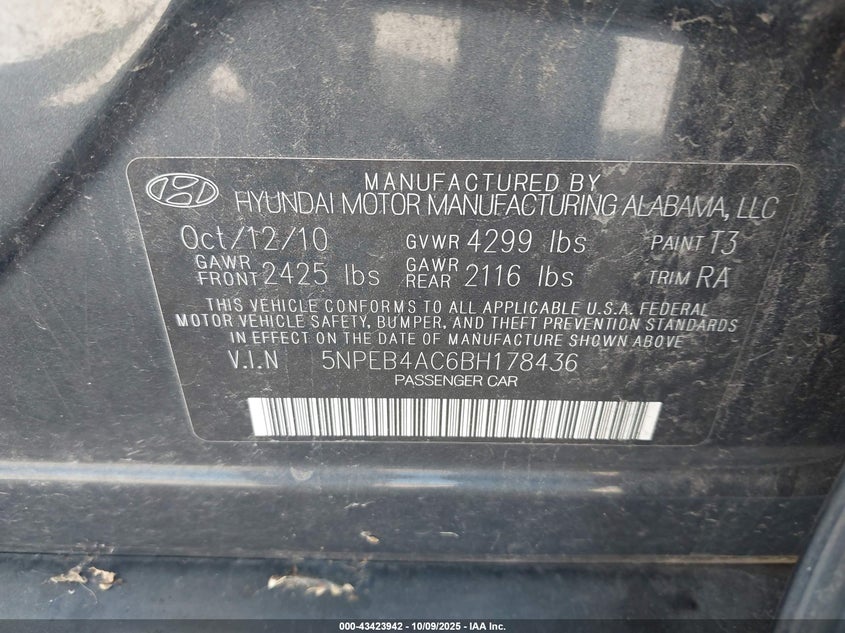 MANUFACTURED BY
HYUNDAI MOTOR MANUFACTURING ALABAMA, LLC
Oct/12/10 GVWR 4299 lbs PAINT T3
GAWR FRONT 2425 lbs GAWR REAR 2116 lbs TRIM RA
THIS VEHICLE CONFORMS TO ALL APPLICABLE U.S.A. FEDERAL
MOTOR VEHICLE SAFETY, BUMPER, AND THEFT PREVENTION STANDARDS
IN EFFECT ON THE DATE OF MANUFACTURE SHOWN ABOVE
V.I.N 5NPEB4AC6BH178436
PASSENGER CAR
000-43423942 - 10/09/2025 - IAA Inc.